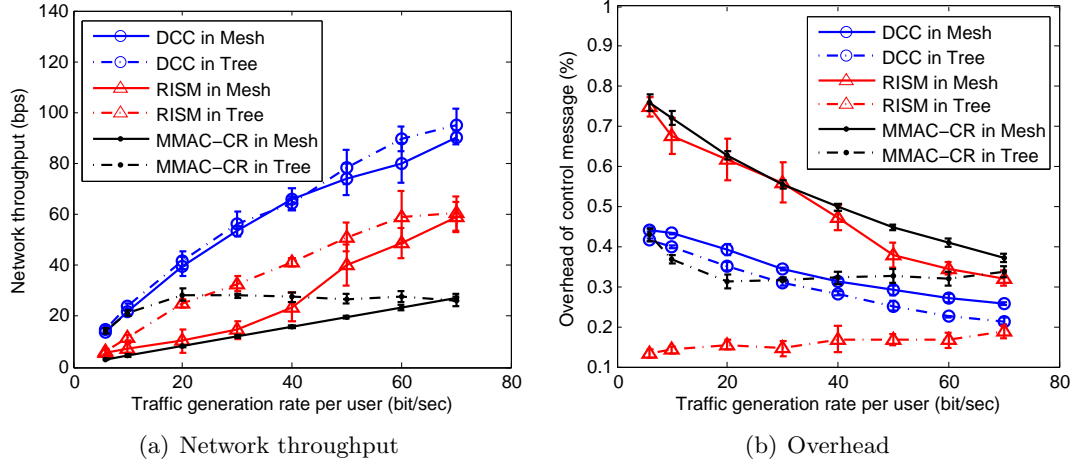 140
120
100
80
60
40
20
0
0
20
40
60
80
Network throughput (bps)
Traffic generation rate per user (bit/sec)
DCC in Mesh
DCC in Tree
RISM in Mesh
RISM in Tree
MMAC−CR in Mesh
MMAC−CR in Tree
(a) Network throughput
1
0.9
0.8
0.7
0.6
0.5
0.4
0.3
0.2
0.1
0
20
40
60
80
Overhead of control message (%)
Traffic generation rate per user (bit/sec)
DCC in Mesh
DCC in Tree
RISM in Mesh
RISM in Tree
MMAC−CR in Mesh
MMAC−CR in Tree
(b) Overhead